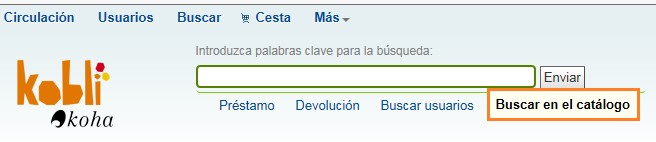 Circulación Usuarios Buscar Cesta Más
Introduzca palabras clave para la búsqueda:
Enviar
kobli
koha
Préstamo Devolución Buscar usuarios Buscar en el catálogo